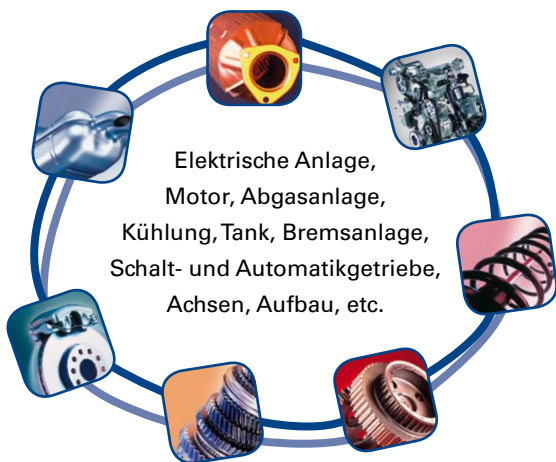 Elektrische Anlage,
Motor, Abgasanlage,
Kühlung, Tank, Bremsanlage,
Schalt- und Automatikgetriebe,
Achsen, Aufbau, etc.